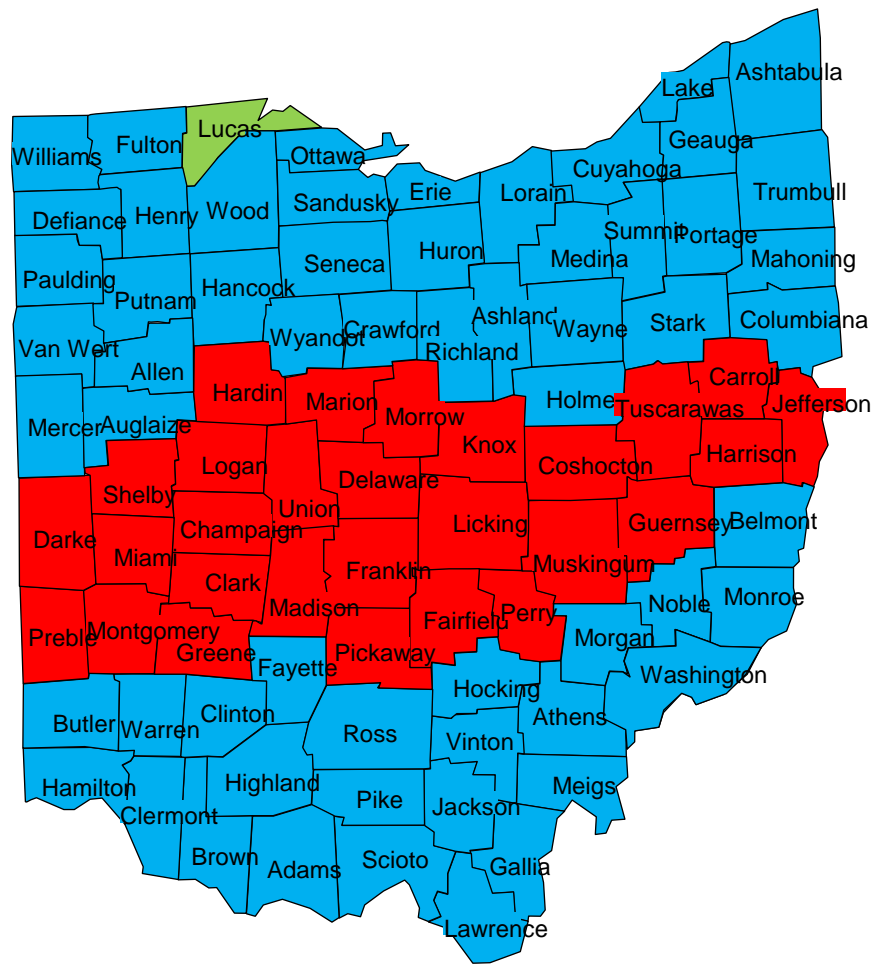 Ashtabula
Lake
Lucas
Geauga
Fulton
Williams
Ottawa
Cuyahoga
Erie
Lorain
Trumbull
Sandusky
Wood
Henry
Defiance
Summit
Portage
Huron
Medina
Mahoning
Seneca
Paulding
Hancock
Putnam
Ashland
Columbiana
Stark
Wayne
Crawford
Wyandot
Van Wert
Richland
Allen
Carroll
Hardin
Holme
Marion
Jefferson
Tuscarawas
Morrow
Auglaize
Mercer
Knox
Harrison
Logan
Coshocton
Delaware
Shelby
Union
Guernsey
Belmont
Licking
Champaign
Darke
Miami
Muskingum
Franklin
Clark
Monroe
Noble
Madison
Perry
Fairfield
Montgomery
Preble
Morgan
Greene
Pickaway
Fayette
Washington
Hocking
Clinton
Athens
Butler
Warren
Ross
Vinton
Highland
Hamilton
Meigs
Pike
Jackson
Clermont
Brown
Scioto
Gallia
Adams
Lawrence